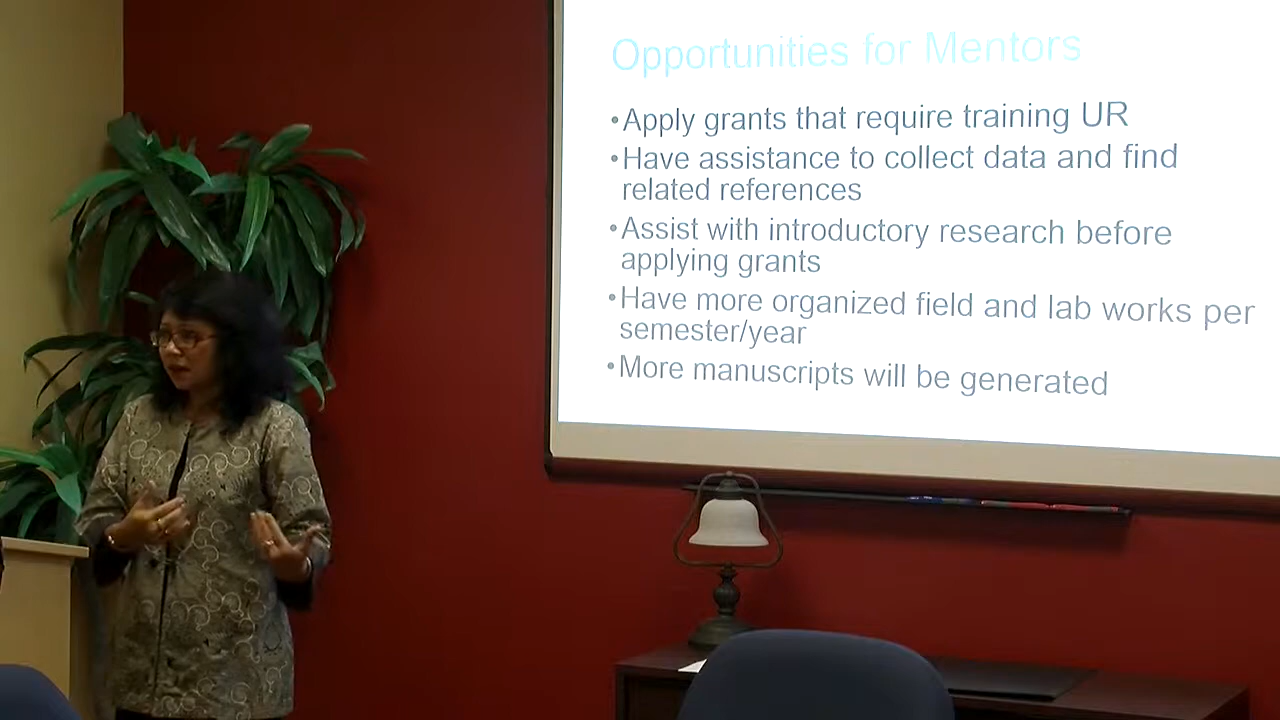 Opportunities for Mentors
•Apply grants that require training UR
•Have assistance to collect data and find
related references
•Assist with introductory research before
applying grants
•Have more organized field and lab works per
semester/year
•More manuscripts will be generated